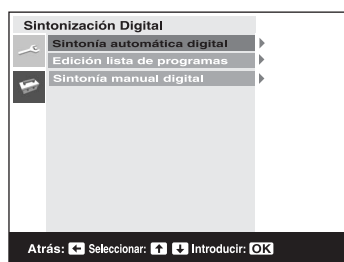 Sintonización Digital
Sintonía automática digital
Edición lista de programas
Sintonía manual digital
Atrás: ← Seleccionar: ↑ ↓ Introducir: OK